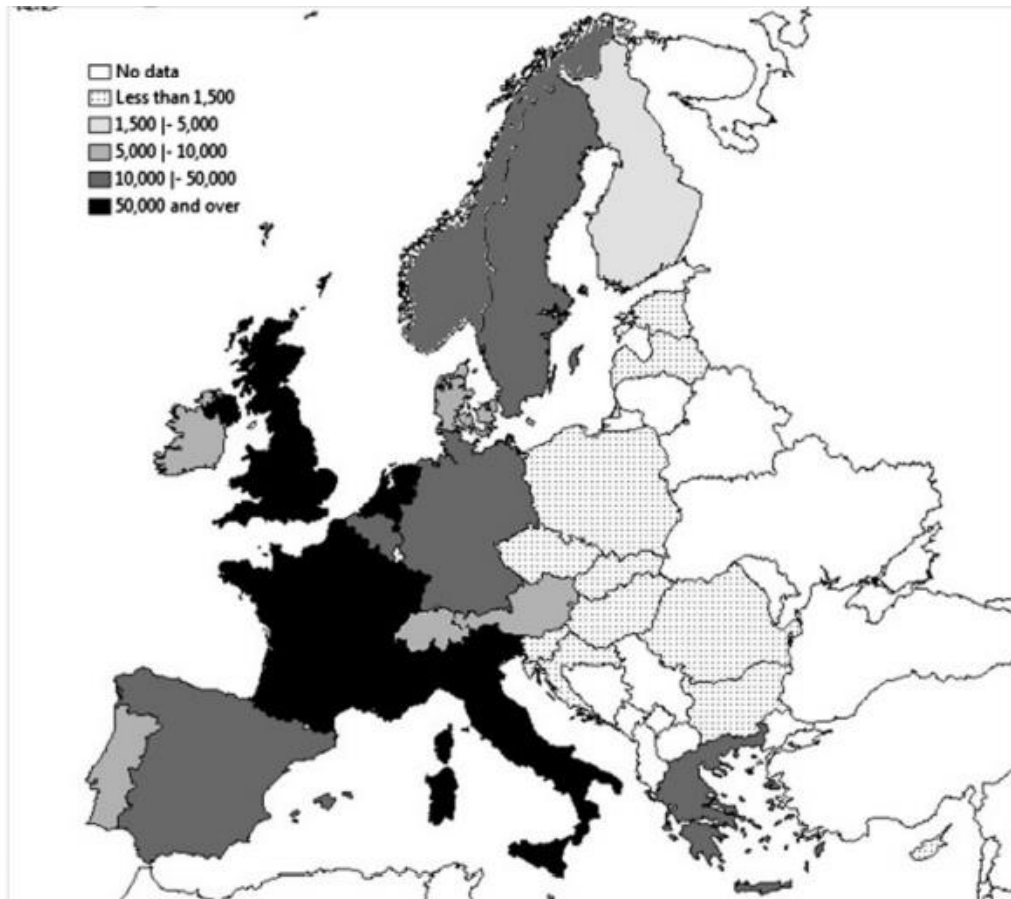 No data
Less than 1,500
1,500 |- 5,000
5,000 |- 10,000
10,000 |- 50,000
50,000 and over